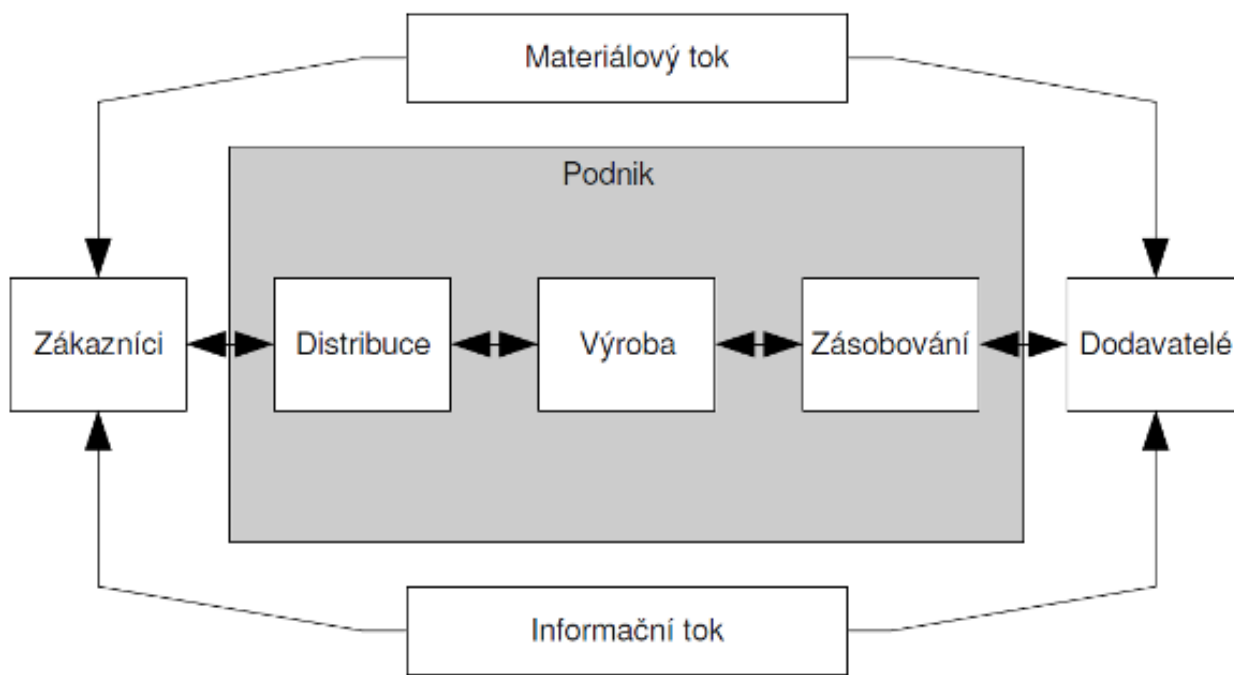 Materiálový tok
Podnik
Zákazníci
Distribuce
Výroba
Zásobování
Dodavatelé
Informační tok